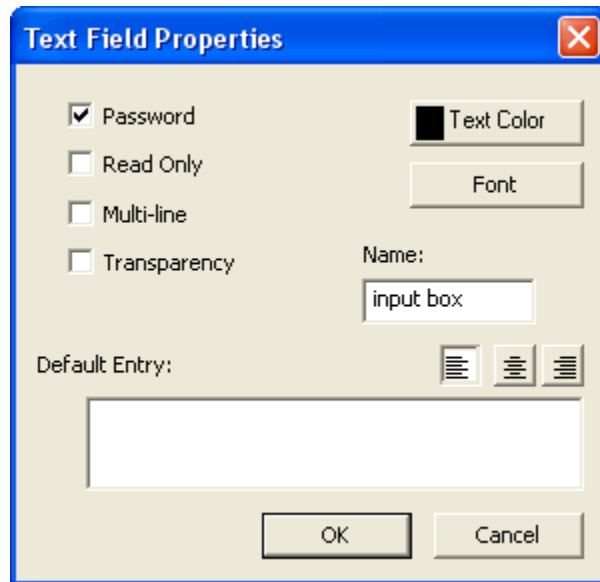 Text Field Properties
Password
Text Color
Read Only
Font
Multi-line
Transparency
Name:
input box
Default Entry:
OK
Cancel